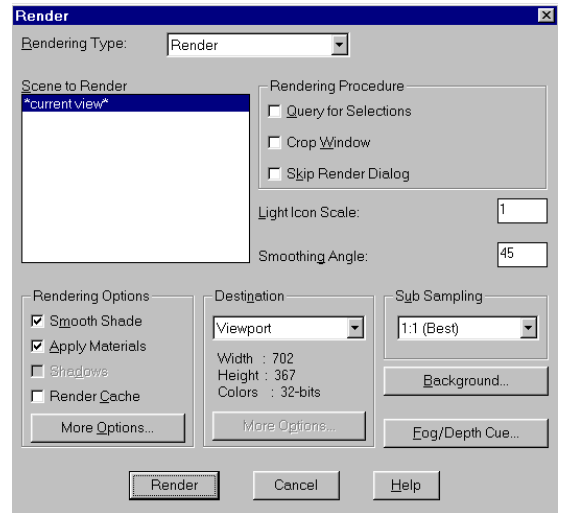 Render
Rendering Type: Render
Scene to Render
*current view*
Rendering Procedure
Query for Selections
Crop Window
Skip Render Dialog
Light Icon Scale: 1
Smoothing Angle: 45
Rendering Options
Smooth Shade
Apply Materials
Shadows
Render Cache
More Options...
Destination
Viewport
Width : 702
Height : 367
Colors : 32-bits
More Options...
Sub Sampling
1:1 (Best)
Background...
Fog/Depth Cue...
Render Cancel Help